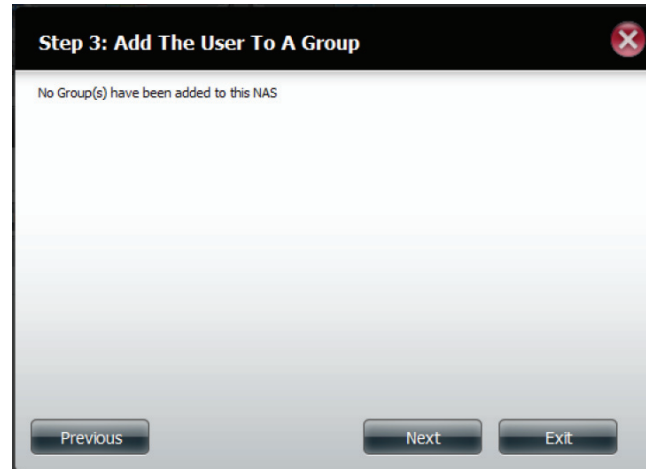 Step 3: Add The User To A Group
No Group(s) have been added to this NAS
Previous
Next
Exit